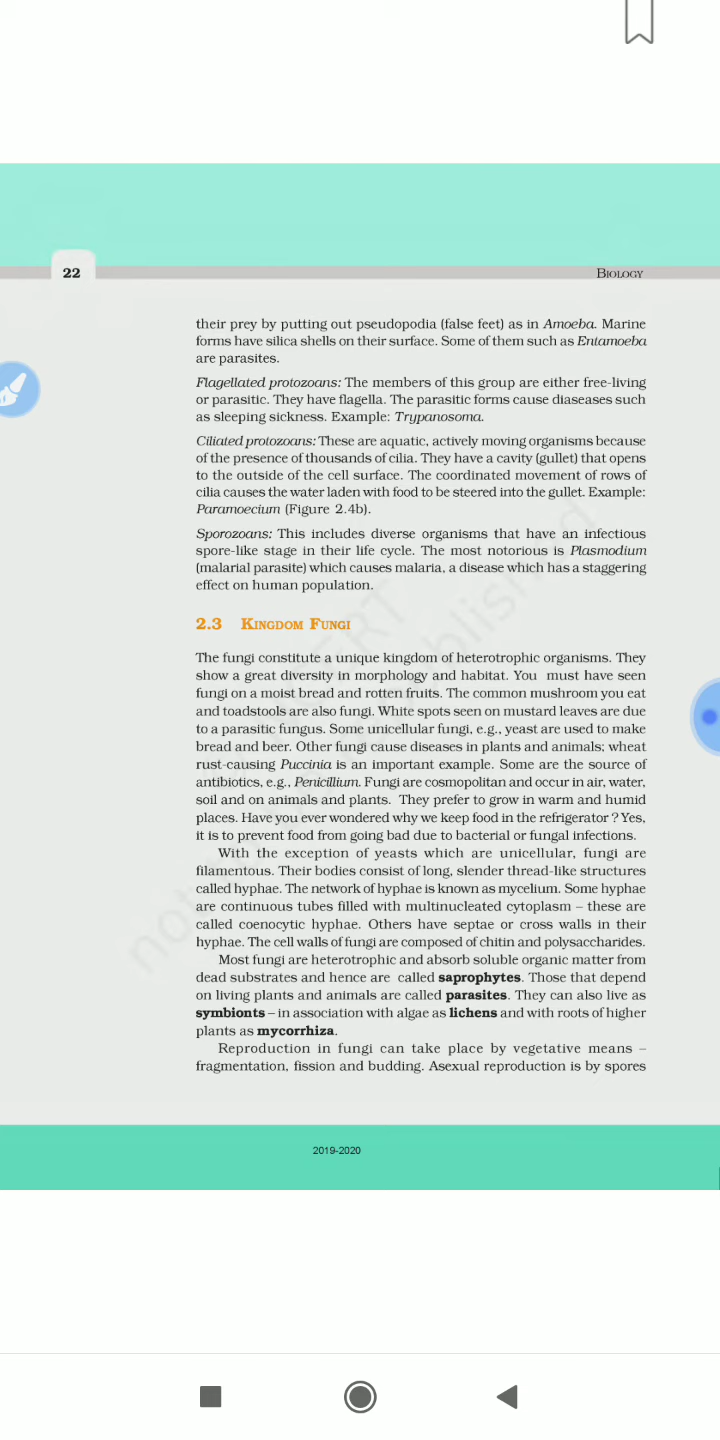 22
BIOLOGY
their prey by putting out pseudopodia (false feet) as in Amoeba. Marine
forms have silica shells on their surface. Some of them such as Entamoeba
are parasites.
Flagellated protozoans: The members of this group are either free-living
or parasitic. They have flagella. The parasitic forms cause diaseases such
as sleeping sickness. Example: Trypanosoma.
Ciliated protozoans: These are aquatic, actively moving organisms because
of the presence of thousands of cilia. They have a cavity (gullet) that opens
to the outside of the cell surface. The coordinated movement of rows of
cilia causes the water laden with food to be steered into the gullet. Example:
Paramoecium (Figure 2.4b).
Sporozoans: This includes diverse organisms that have an infectious
spore-like stage in their life cycle. The most notorious is Plasmodium
(malarial parasite) which causes malaria, a disease which has a staggering
effect on human population.
2.3 KINGDOM FUNGI
The fungi constitute a unique kingdom of heterotrophic organisms. They
show a great diversity in morphology and habitat. You must have seen
fungi on a moist bread and rotten fruits. The common mushroom you eat
and toadstools are also fungi. White spots seen on mustard leaves are due
to a parasitic fungus. Some unicellular fungi, e.g., yeast are used to make
bread and beer. Other fungi cause diseases in plants and animals; wheat
rust-causing Puccinia is an important example. Some are the source of
antibiotics, e.g., Penicillium. Fungi are cosmopolitan and occur in air, water,
soil and on animals and plants. They prefer to grow in warm and humid
places. Have you ever wondered why we keep food in the refrigerator ? Yes,
it is to prevent food from going bad due to bacterial or fungal infections.
With the exception of yeasts which are unicellular, fungi are
filamentous. Their bodies consist of long, slender thread-like structures
called hyphae. The network of hyphae is known as mycelium. Some hyphae
are continuous tubes filled with multinucleated cytoplasm – these are
called coenocytic hyphae. Others have septae or cross walls in their
hyphae. The cell walls of fungi are composed of chitin and polysaccharides.
Most fungi are heterotrophic and absorb soluble organic matter from
dead substrates and hence are called saprophytes. Those that depend
on living plants and animals are called parasites. They can also live as
symbionts – in association with algae as lichens and with roots of higher
plants as mycorrhiza.
Reproduction in fungi can take place by vegetative means –
fragmentation, fission and budding. Asexual reproduction is by spores
2019-2020